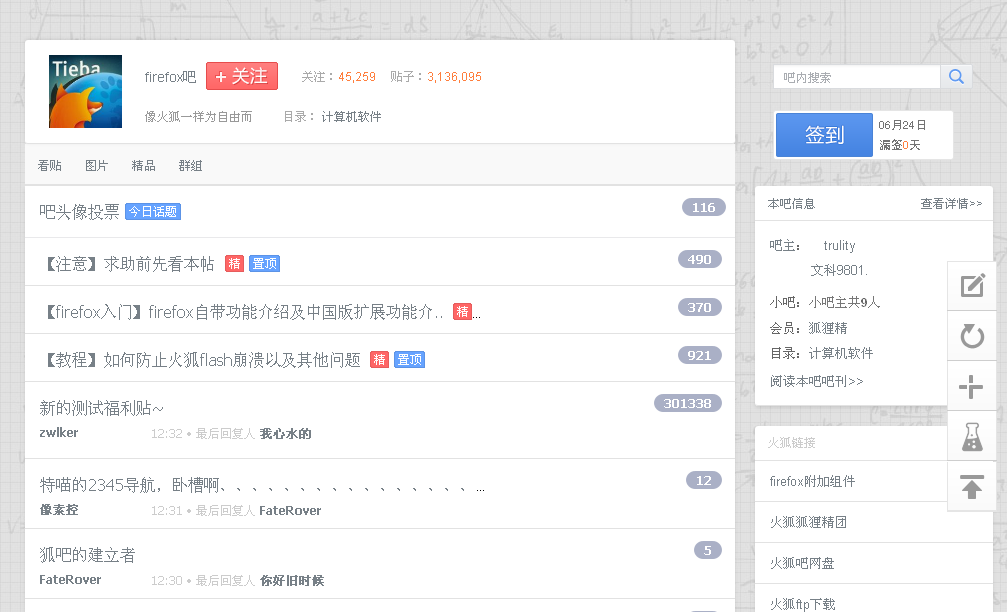 Tieba
firefox吧
+ 关注
关注：45,259 贴子：3,136,095
像火狐一样为自由而
目录： 计算机软件
看贴 图片 精品 群组
吧头像投票 今日话题 116
【注意】求助前先看本帖 精 置顶 490
【firefox入门】firefox自带功能介绍及中国版扩展功能介.. 精 ... 370
【教程】如何防止火狐flash崩溃以及其他问题 精 置顶 921
新的测试福利贴~ 301338
zwlker 12:32 • 最后回复人 我心水的
特喵的2345导航，卧槽啊、、、、、、、、、、、、、、、、、... 12
像素控 12:31 • 最后回复人 FateRover
狐吧的建立者 5
FateRover 12:30 • 最后回复人 你好旧时候
吧内搜索
签到
06月24日
漏签0天
本吧信息 查看详情>>
吧主： trulity
文科9801.
小吧：小吧主共9人
会员：狐狸精
目录：计算机软件
阅读本吧吧刊>>
火狐链接
firefox附加组件
火狐狐狸精团
火狐吧网盘
火狐ftp下载